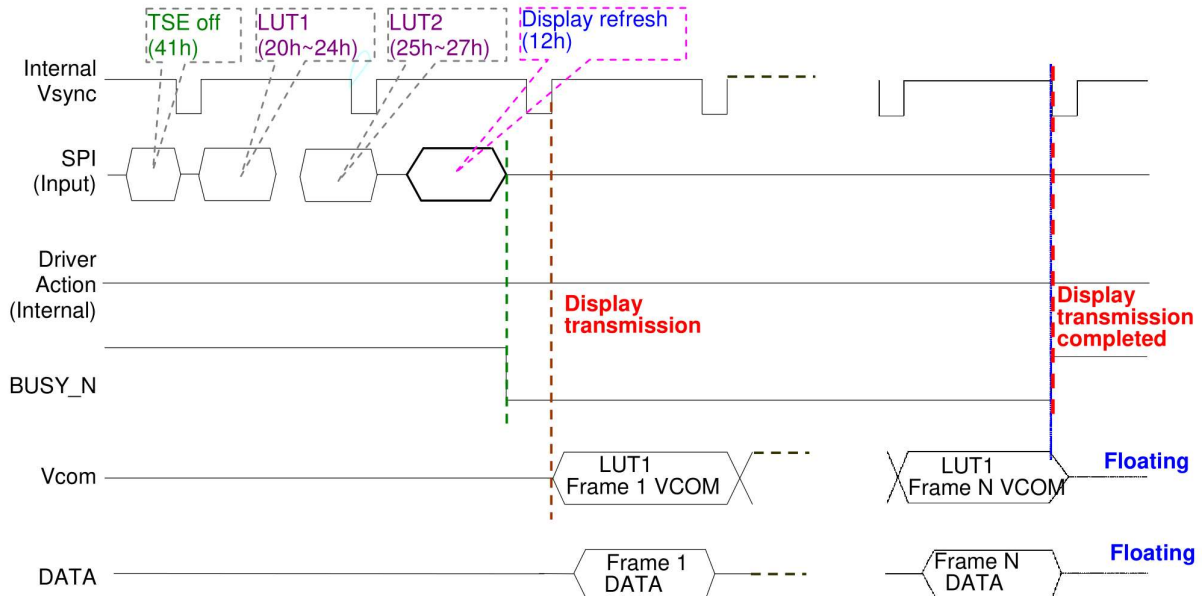 TSE off
(41h)
LUT1
(20h~24h)
LUT2
(25h~27h)
Display refresh
(12h)
Internal
Vsync
SPI
(Input)
Driver
Action
(Internal)
Display
transmission
Display
transmission
completed
BUSY_N
Vcom
LUT1
Frame 1 VCOM
LUT1
Frame N VCOM
Floating
DATA
Frame 1
DATA
Frame N
DATA
Floating